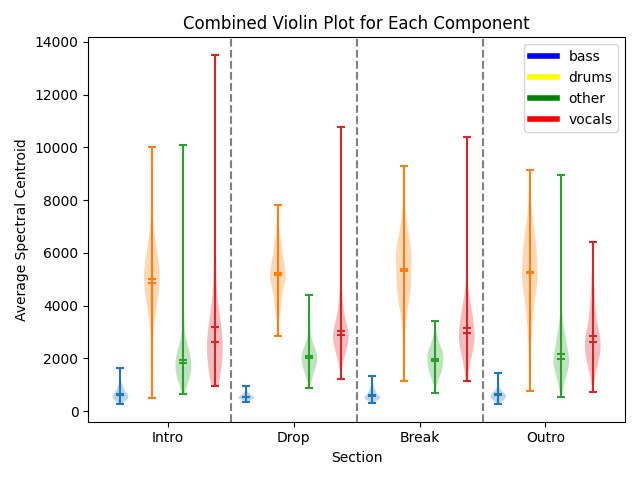 Combined Violin Plot for Each Component
14000
12000
10000
8000
6000
4000
2000
0
Average Spectral Centroid
bass
drums
other
vocals
Intro
Drop
Break
Outro
Section